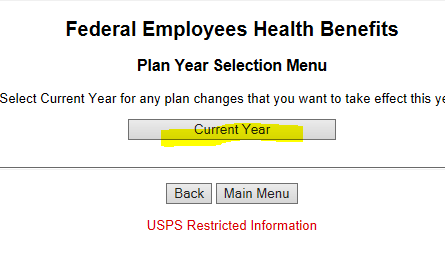 Federal Employees Health Benefits
Plan Year Selection Menu
Select Current Year for any plan changes that you want to take effect this
Current Year
Back Main Menu
USPS Restricted Information